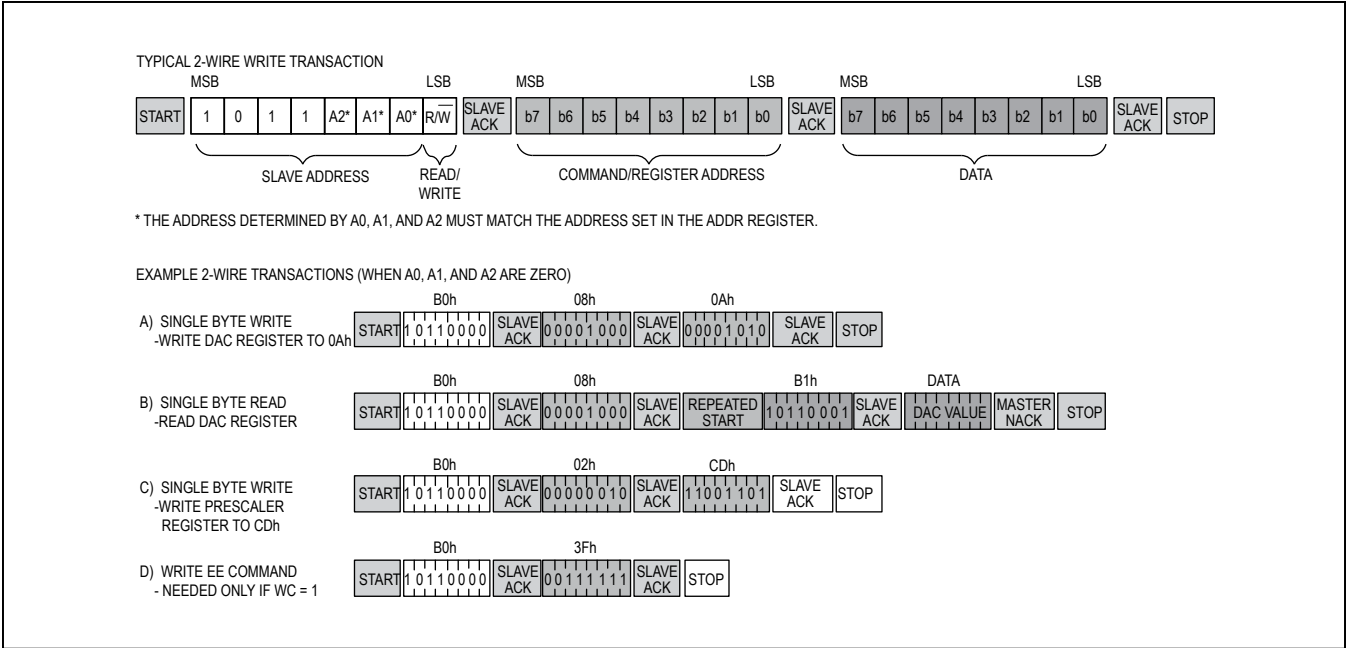 TYPICAL 2-WIRE WRITE TRANSACTION
MSB LSB MSB LSB MSB LSB
START 1 0 1 1 A2* A1* A0* R/W SLAVE ACK b7 b6 b5 b4 b3 b2 b1 b0 SLAVE ACK b7 b6 b5 b4 b3 b2 b1 b0 SLAVE ACK STOP
SLAVE ADDRESS READ/WRITE COMMAND/REGISTER ADDRESS DATA
* THE ADDRESS DETERMINED BY A0, A1, AND A2 MUST MATCH THE ADDRESS SET IN THE ADDR REGISTER.
EXAMPLE 2-WIRE TRANSACTIONS (WHEN A0, A1, AND A2 ARE ZERO)
B0h 08h 0Ah
A) SINGLE BYTE WRITE
-WRITE DAC REGISTER TO 0Ah
START 10110000 SLAVE ACK 00001000 SLAVE ACK 00001010 SLAVE ACK STOP
B0h 08h B1h DATA
B) SINGLE BYTE READ
-READ DAC REGISTER
START 10110000 SLAVE ACK 00001000 SLAVE ACK REPEATED START 10110001 SLAVE ACK DAC VALUE MASTER NACK STOP
B0h 02h CDh
C) SINGLE BYTE WRITE
-WRITE PRESCALER
REGISTER TO CDh
START 10110000 SLAVE ACK 00000010 SLAVE ACK 11001101 SLAVE ACK STOP
B0h 3Fh
D) WRITE EE COMMAND
- NEEDED ONLY IF WC = 1
START 10110000 SLAVE ACK 00111111 SLAVE ACK STOP